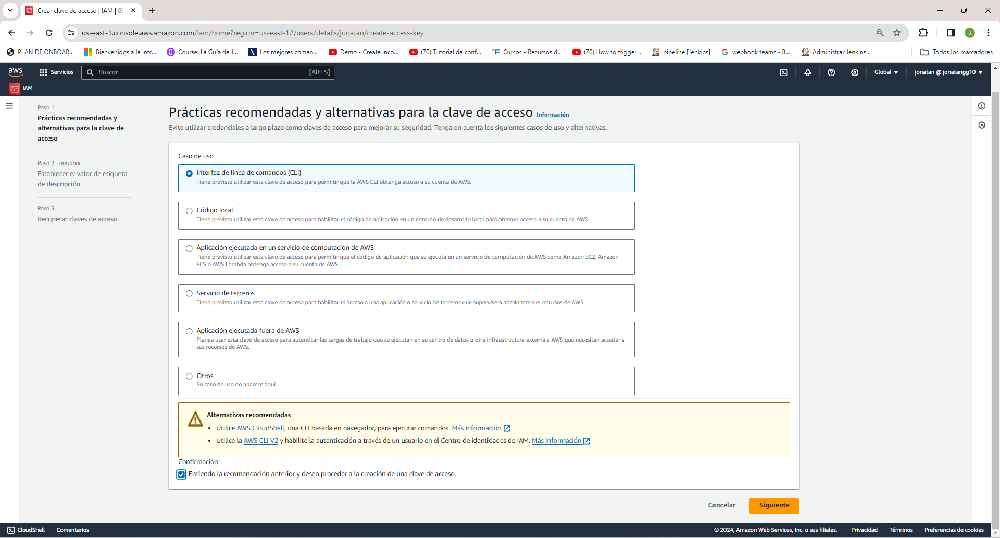 Crear clave de acceso | IAM | Gl
us-east-1.console.aws.amazon.com/iam/home?region=us-east-1#/users/details/jonatan/create-access-key
J
PLAN DE ONBOAR...
Bienvenidos a la intr...
Course: La Guía de J...
Los mejores coman...
Demo - Create inco...
(70) Tutorial de conf...
Cursos - Recursos d...
(70) How to trigger...
pipeline [Jenkins]
webhook teams - B...
Administrar Jenkins...
Todos los marcadores
aws
Servicios
Buscar
[Alt+S]
Global
jonatan @ jonatangg10
IAM
Paso 1
Prácticas recomendadas y
alternativas para la clave de
acceso
Paso 2 - opcional
Establecer el valor de etiqueta
de descripción
Paso 3
Recuperar claves de acceso
Prácticas recomendadas y alternativas para la clave de acceso Información
Evite utilizar credenciales a largo plazo como claves de acceso para mejorar su seguridad. Tenga en cuenta los siguientes casos de uso y alternativas.
Caso de uso
Interfaz de línea de comandos (CLI)
Tiene previsto utilizar esta clave de acceso para permitir que la AWS CLI obtenga acceso a su cuenta de AWS.
Código local
Tiene previsto utilizar esta clave de acceso para habilitar el código de aplicación en un entorno de desarrollo local para obtener acceso a su cuenta de AWS.
Aplicación ejecutada en un servicio de computación de AWS
Tiene previsto utilizar esta clave de acceso para permitir que el código de aplicación que se ejecuta en un servicio de computación de AWS como Amazon EC2, Amazon
ECS o AWS Lambda obtenga acceso a su cuenta de AWS.
Servicio de terceros
Tiene previsto utilizar esta clave de acceso para habilitar el acceso a una aplicación o servicio de terceros que supervise o administre sus recursos de AWS.
Aplicación ejecutada fuera de AWS
Planea usar esta clave de acceso para autenticar las cargas de trabajo que se ejecutan en su centro de datos u otra infraestructura externa a AWS que necesitan acceder a
sus recursos de AWS.
Otros
Su caso de uso no aparece aquí.
Alternativas recomendadas
• Utilice AWS CloudShell, una CLI basada en navegador, para ejecutar comandos. Más información
• Utilice la AWS CLI V2 y habilite la autenticación a través de un usuario en el Centro de identidades de IAM. Más información
Confirmación
Entiendo la recomendación anterior y deseo proceder a la creación de una clave de acceso.
Cancelar
Siguiente
CloudShell
Comentarios
© 2024, Amazon Web Services, Inc. o sus filiales.
Privacidad
Términos
Preferencias de cookies